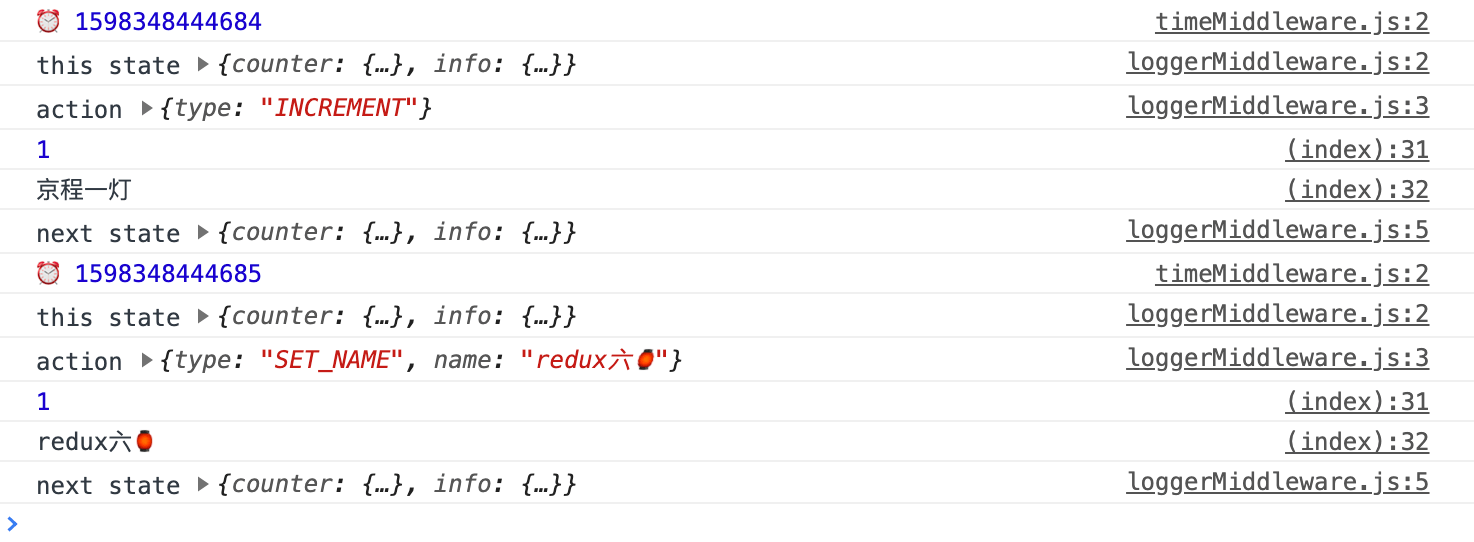 ⏰ 1598348444684 timeMiddleware.js:2
this state ▶{counter: {…}, info: {…}} loggerMiddleware.js:2
action ▶{type: "INCREMENT"} loggerMiddleware.js:3
1 (index):31
京程一灯 (index):32
next state ▶{counter: {…}, info: {…}} loggerMiddleware.js:5
⏰ 1598348444685 timeMiddleware.js:2
this state ▶{counter: {…}, info: {…}} loggerMiddleware.js:2
action ▶{type: "SET_NAME", name: "redux六🏮"} loggerMiddleware.js:3
1 (index):31
redux六🏮 (index):32
next state ▶{counter: {…}, info: {…}} loggerMiddleware.js:5